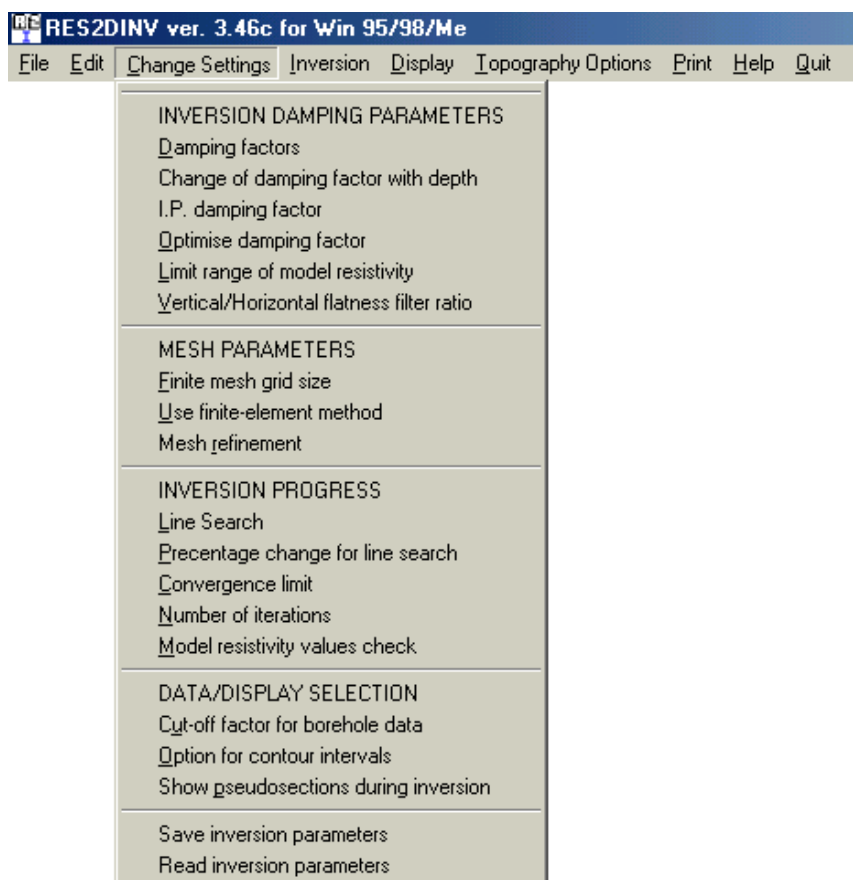 RES2DINV ver. 3.46c for Win 95/98/Me
File Edit Change Settings Inversion Display Topography Options Print Help Quit
INVERSION DAMPING PARAMETERS
Damping factors
Change of damping factor with depth
I.P. damping factor
Optimise damping factor
Limit range of model resistivity
Vertical/Horizontal flatness filter ratio
MESH PARAMETERS
Finite mesh grid size
Use finite-element method
Mesh refinement
INVERSION PROGRESS
Line Search
Precentage change for line search
Convergence limit
Number of iterations
Model resistivity values check
DATA/DISPLAY SELECTION
Cut-off factor for borehole data
Option for contour intervals
Show pseudosections during inversion
Save inversion parameters
Read inversion parameters